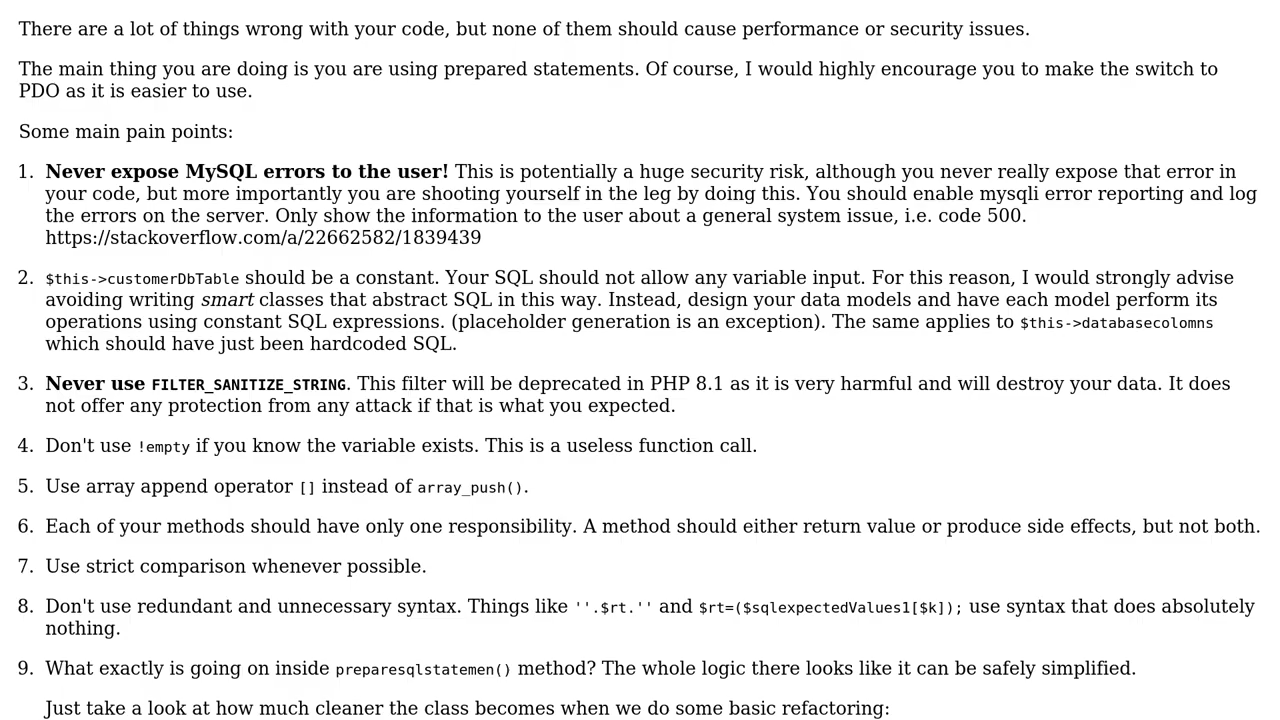 There are a lot of things wrong with your code, but none of them should cause performance or security issues.
The main thing you are doing is you are using prepared statements. Of course, I would highly encourage you to make the switch to
PDO as it is easier to use.
Some main pain points:
1. Never expose MySQL errors to the user! This is potentially a huge security risk, although you never really expose that error in
your code, but more importantly you are shooting yourself in the leg by doing this. You should enable mysqli error reporting and log
the errors on the server. Only show the information to the user about a general system issue, i.e. code 500.
https://stackoverflow.com/a/22662582/1839439
2. $this->customerDbTable should be a constant. Your SQL should not allow any variable input. For this reason, I would strongly advise
avoiding writing smart classes that abstract SQL in this way. Instead, design your data models and have each model perform its
operations using constant SQL expressions. (placeholder generation is an exception). The same applies to $this->databasecolomns
which should have just been hardcoded SQL.
3. Never use FILTER_SANITIZE_STRING. This filter will be deprecated in PHP 8.1 as it is very harmful and will destroy your data. It does
not offer any protection from any attack if that is what you expected.
4. Don't use !empty if you know the variable exists. This is a useless function call.
5. Use array append operator [] instead of array_push().
6. Each of your methods should have only one responsibility. A method should either return value or produce side effects, but not both.
7. Use strict comparison whenever possible.
8. Don't use redundant and unnecessary syntax. Things like ''.$rt.'' and $rt=($sqlexpectedValues1[$k]); use syntax that does absolutely
nothing.
9. What exactly is going on inside preparesqlstatemen() method? The whole logic there looks like it can be safely simplified.
Just take a look at how much cleaner the class becomes when we do some basic refactoring: